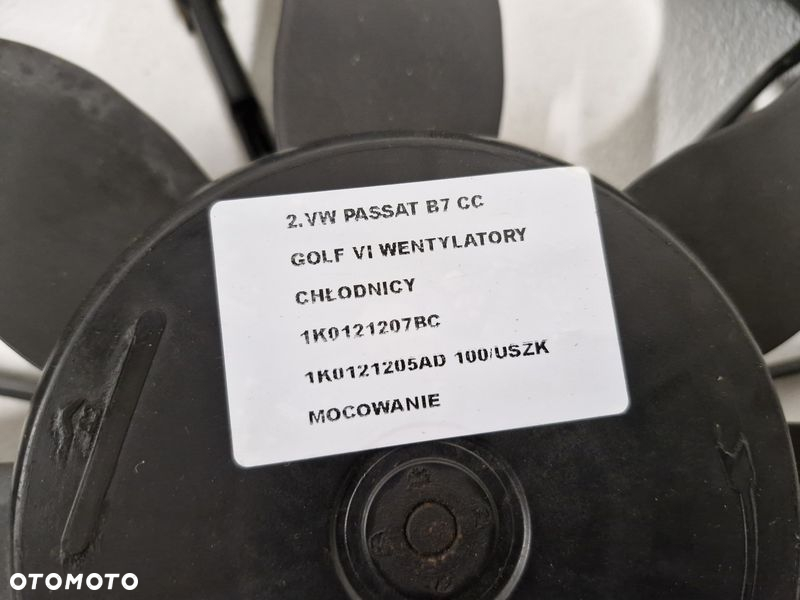 2.VW PASSAT B7 CC
GOLF VI WENTYLATORY
CHŁODNICY
1K0121207BC
1K0121205AD 100/USZK
MOCOWANIE
OTOMOTO